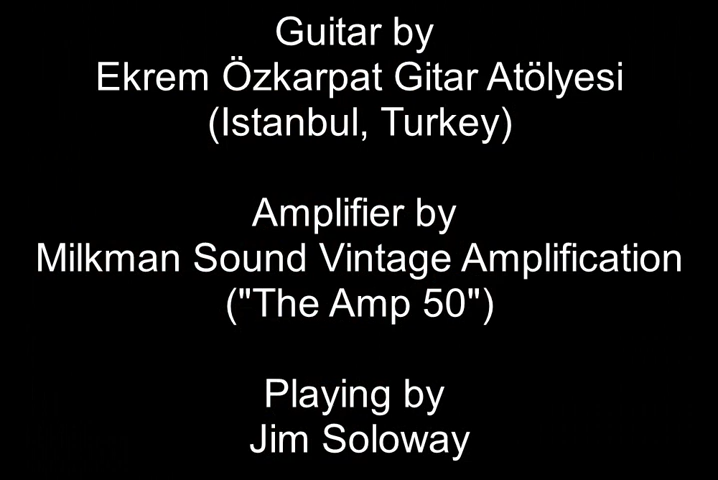 Guitar by
Ekrem Özkarpat Gitar Atölyesi
(Istanbul, Turkey)
Amplifier by
Milkman Sound Vintage Amplification
("The Amp 50")
Playing by
Jim Soloway